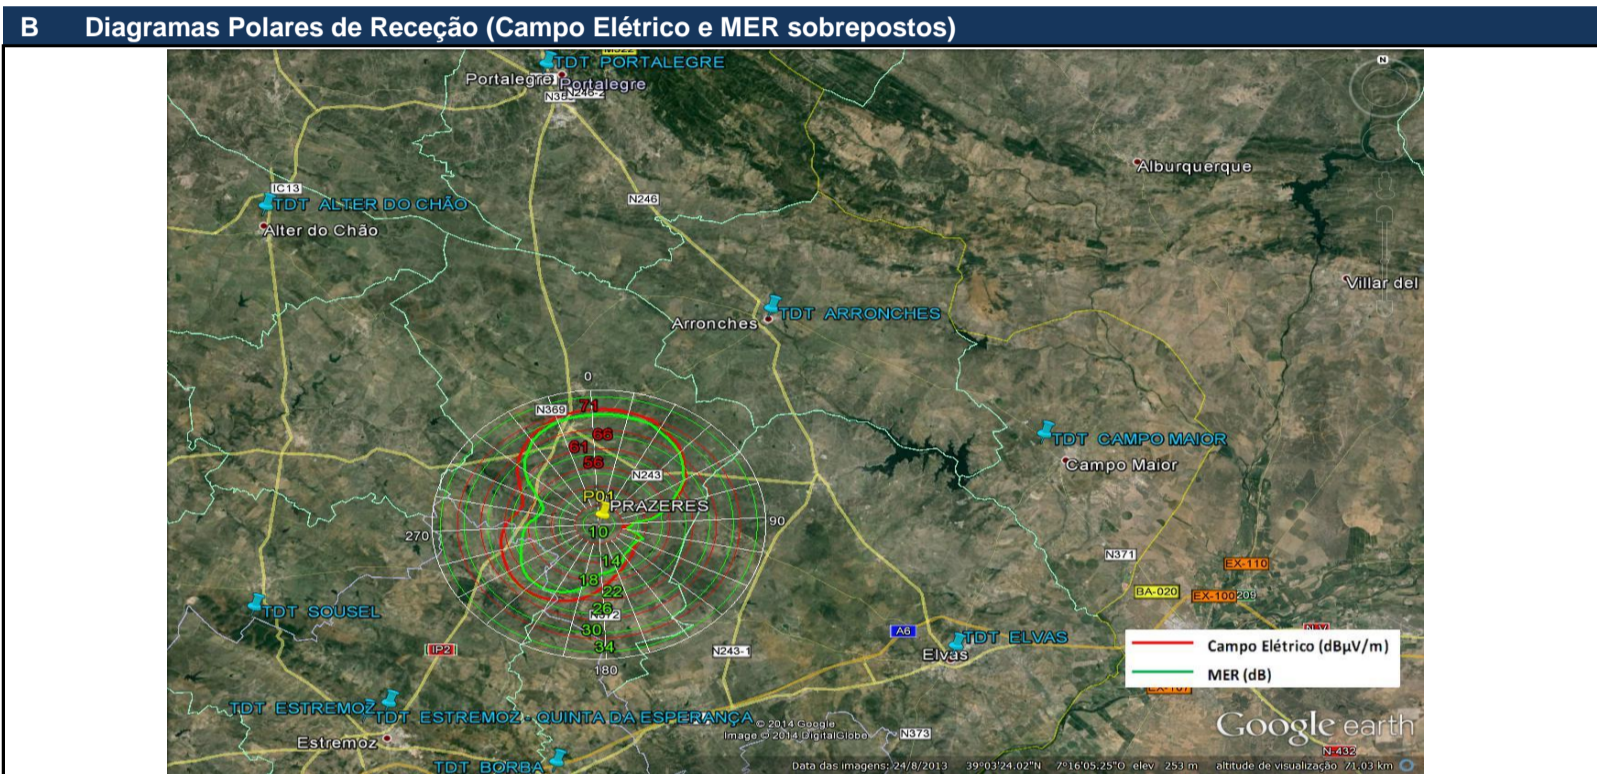 B Diagramas Polares de Receção (Campo Elétrico e MER sobrepostos)
TDT PORTALEGRE
Portalegre
Portalegre
N246-2
N246
Alburquerque
IC13
TDT ALTER DO CHÃO
Alter do Chão
Villar del
TDT ARRONCHES
Arronches
0
N369
71
66
61
56
N243
TDT CAMPO MAIOR
Campo Maior
P01
PRAZERES
90
270
10
14
18
22
26
30
34
180
N371
EX-110
BA-020
EX-100
209
TDT SOUSEL
IP2
N243-1
A6
TDT ELVAS
Elvas
Campo Elétrico (dBµV/m)
MER (dB)
TDT ESTREMOZ
TDT ESTREMOZ - QUINTA DA ESPERANÇA
Estremoz
© 2014 Google
Image © 2014 DigitalGlobe
N373
Google earth
N-432
TDT BORBA
Data das imagens: 24/8/2013 39°03'24.02"N 7°16'05.25"O elev 253 m altitude de visualização 71.03 km